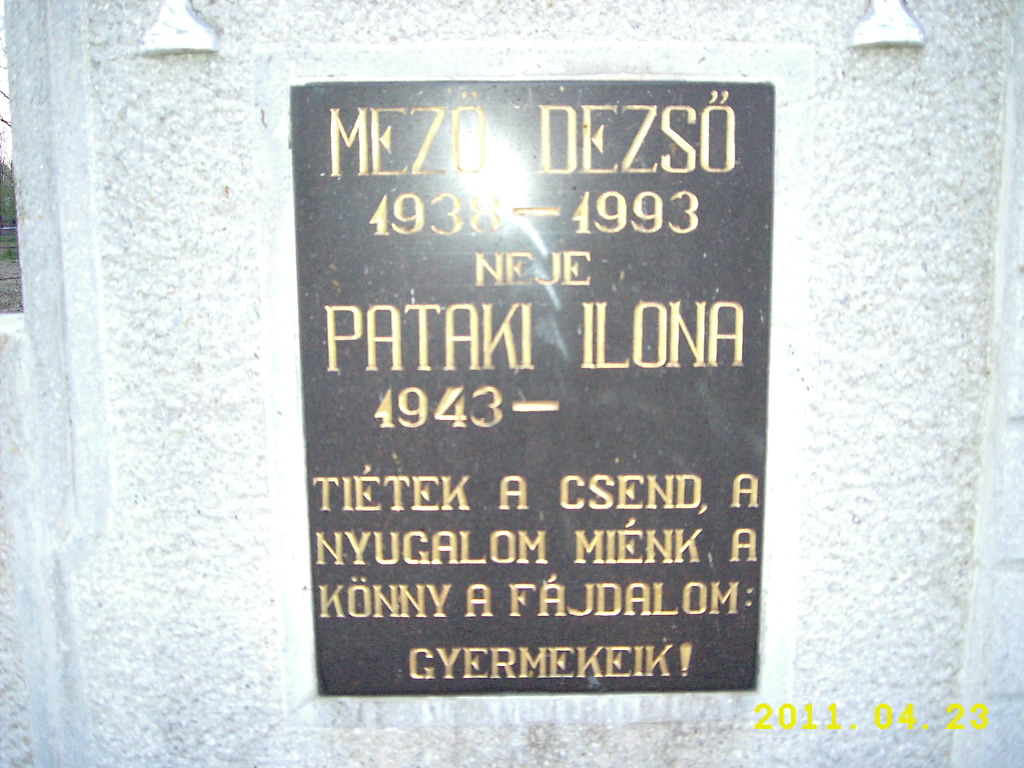 MEZŐ DEZSŐ
1938 – 1993
NEJE
PATAKI ILONA
1943 –
TIÉTEK A CSEND, A
NYUGALOM MIÉNK A
KÖNNY A FÁJDALOM:
GYERMEKEIK!
2011. 04. 23